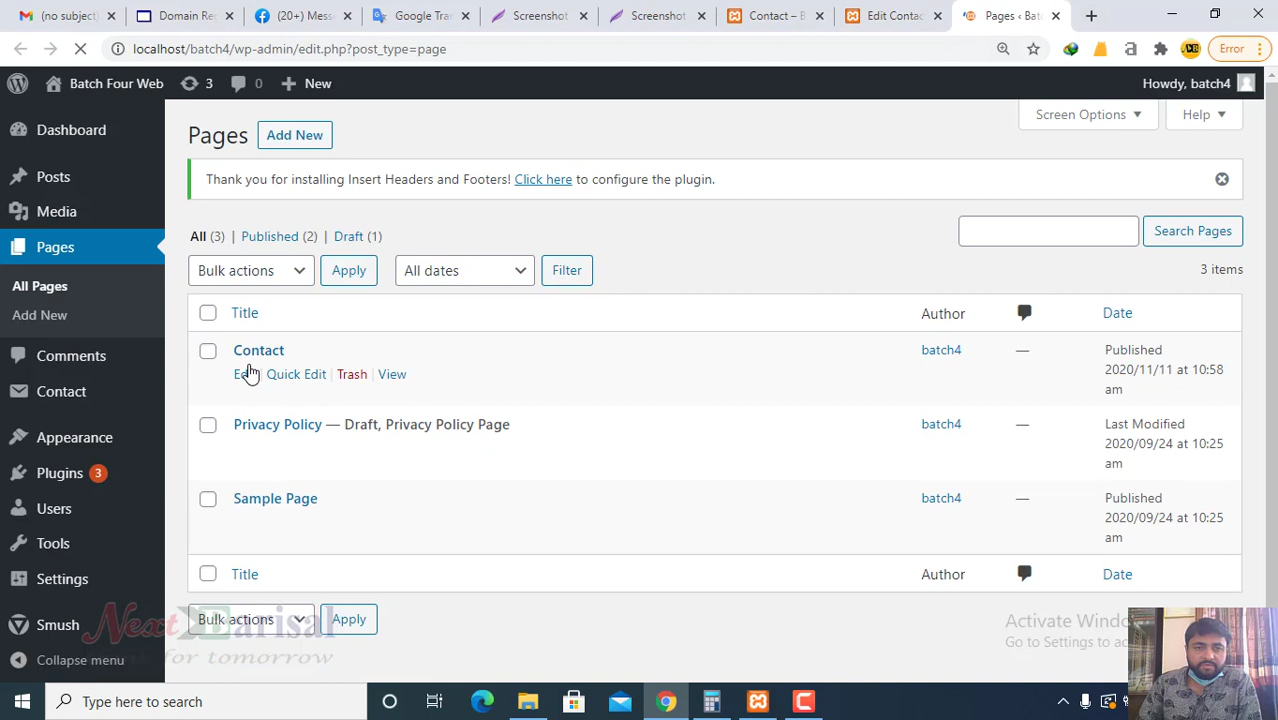 (no subject)
Domain Re
(20+) Mess
Google Tra
Screenshot
Screenshot
Contact – B
Edit Contac
Pages ‹ Bat
localhost/batch4/wp-admin/edit.php?post_type=page
Error
Batch Four Web
3
0
New
Howdy, batch4
Dashboard
Posts
Media
Pages
All Pages
Add New
Comments
Contact
Appearance
Plugins 3
Users
Tools
Settings
Smush
Collapse menu
Screen Options
Help
Pages Add New
Thank you for installing Insert Headers and Footers! Click here to configure the plugin.
All (3) | Published (2) | Draft (1)
Search Pages
Bulk actions Apply All dates Filter
3 items
Title Author Date
Contact batch4 — Published
2020/11/11 at 10:58
am
Quick Edit | Trash | View
Privacy Policy — Draft, Privacy Policy Page batch4 — Last Modified
2020/09/24 at 10:25
am
Sample Page batch4 — Published
2020/09/24 at 10:25
am
Title Author Date
Bulk actions Apply
for tomorrow
Activate Windo
Go to Settings to ac
Type here to search